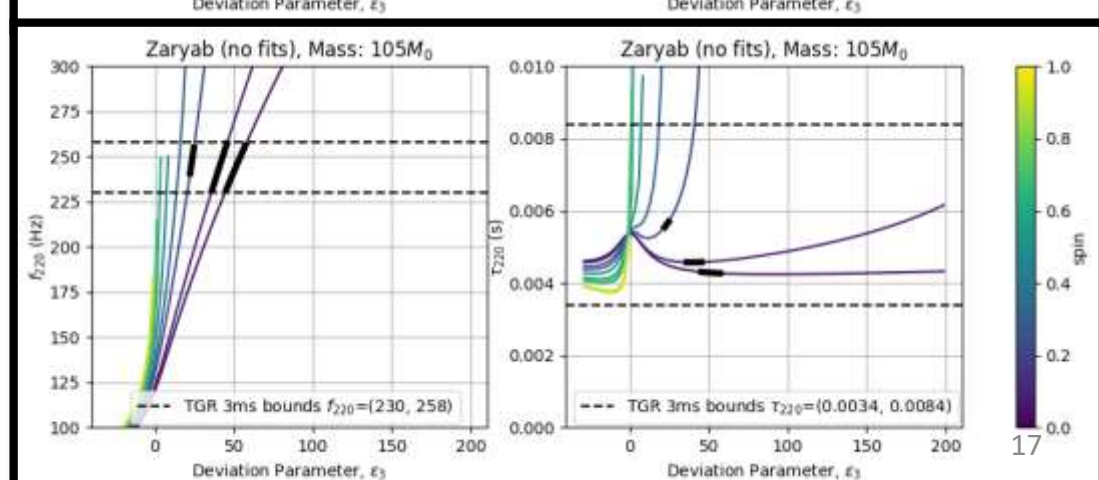 Deviation Parameter, ε₃
Deviation Parameter, ε₃
Zaryab (no fits), Mass: 105M₀
300
275
250
225
200
175
150
125
100
f₂₂₀ (Hz)
TGR 3ms bounds f₂₂₀=(230, 258)
0
50
100
150
200
Deviation Parameter, ε₃
Zaryab (no fits), Mass: 105M₀
0.010
0.008
0.006
0.004
0.002
0.000
τ₂₂₀ (s)
TGR 3ms bounds τ₂₂₀=(0.0034, 0.0084)
0
50
100
150
200
Deviation Parameter, ε₃
1.0
0.8
0.6
0.4
0.2
0.0
spin
17